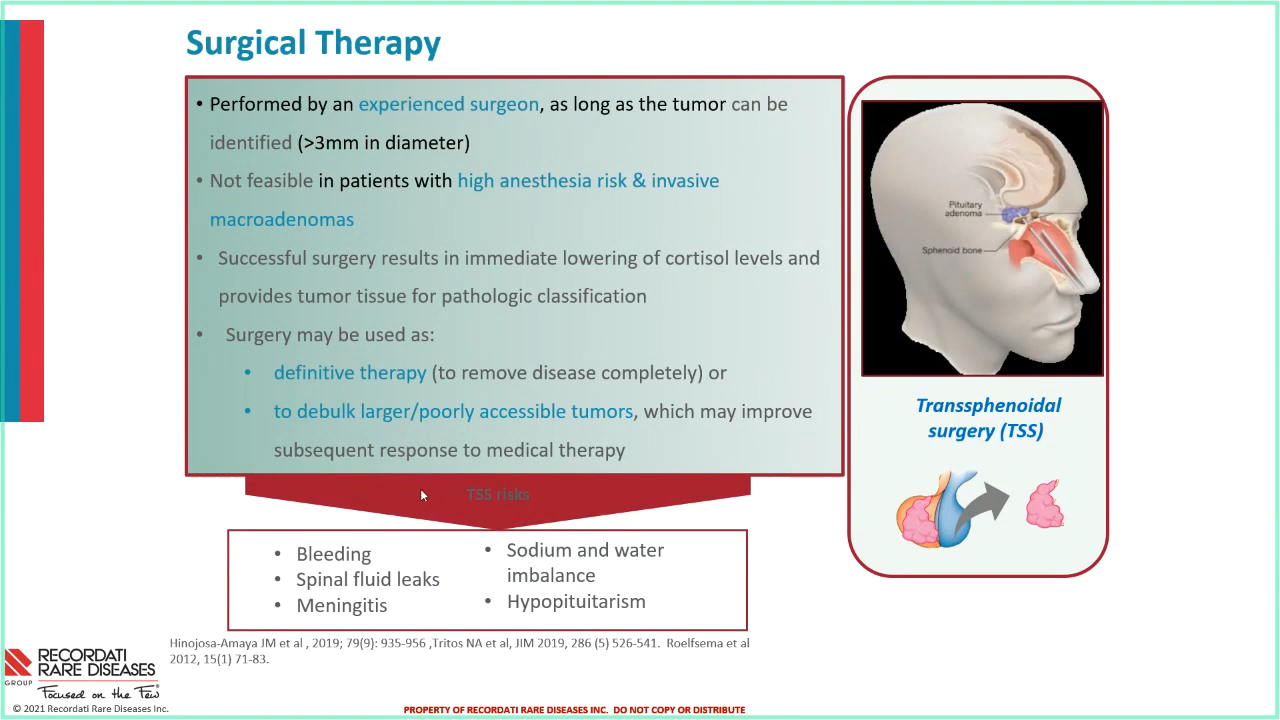 Surgical Therapy
• Performed by an experienced surgeon, as long as the tumor can be
identified (>3mm in diameter)
• Not feasible in patients with high anesthesia risk & invasive
macroadenomas
• Successful surgery results in immediate lowering of cortisol levels and
provides tumor tissue for pathologic classification
• Surgery may be used as:
• definitive therapy (to remove disease completely) or
• to debulk larger/poorly accessible tumors, which may improve
subsequent response to medical therapy
TSS risks
• Bleeding
• Spinal fluid leaks
• Meningitis
• Sodium and water
imbalance
• Hypopituitarism
Pituitary
adenoma
Sphenoid bone
Transsphenoidal
surgery (TSS)
Hinojosa-Amaya JM et al , 2019; 79(9): 935-956 ,Tritos NA et al, JIM 2019, 286 (5) 526-541.  Roelfsema et al
2012, 15(1) 71-83.
RECORDATI
RARE DISEASES
GROUP
Focused on the Few®
© 2021 Recordati Rare Diseases Inc.
PROPERTY OF RECORDATI RARE DISEASES INC.  DO NOT COPY OR DISTRIBUTE